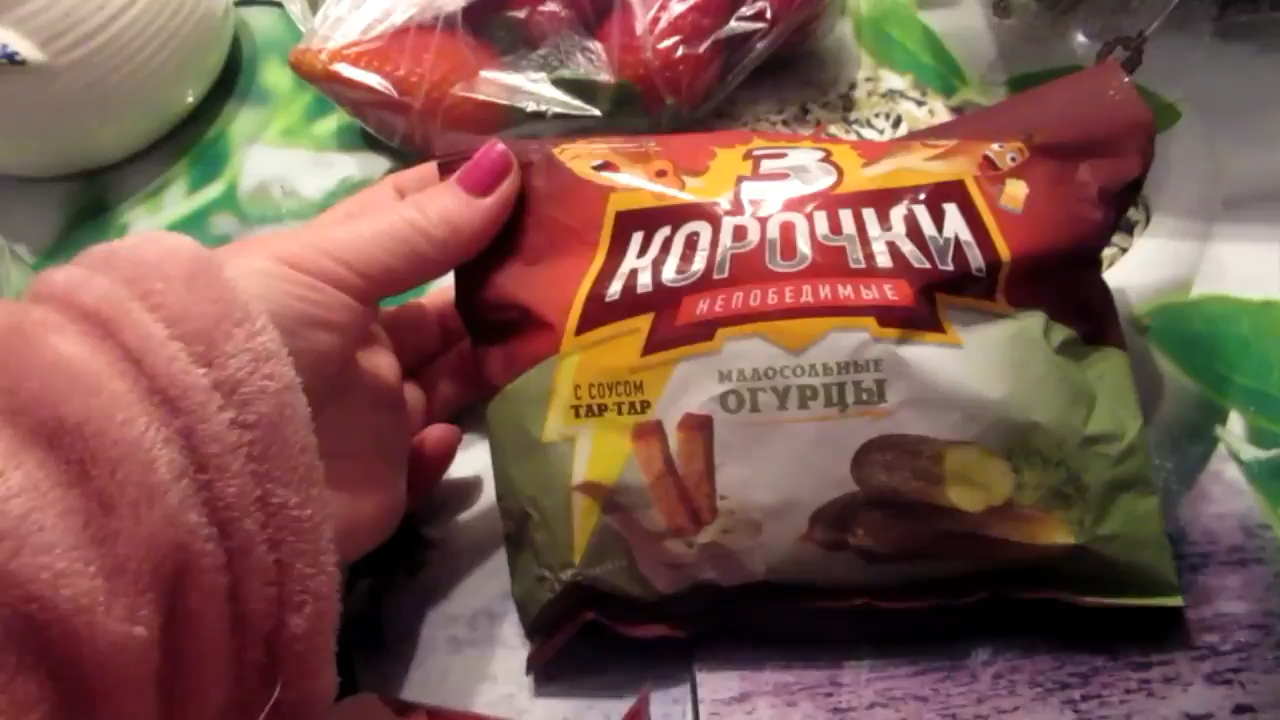 3
КОРОЧКИ
НЕПОБЕДИМЫЕ
С СОУСОМ
ТАР-ТАР
МАЛОСОЛЬНЫЕ
ОГУРЦЫ